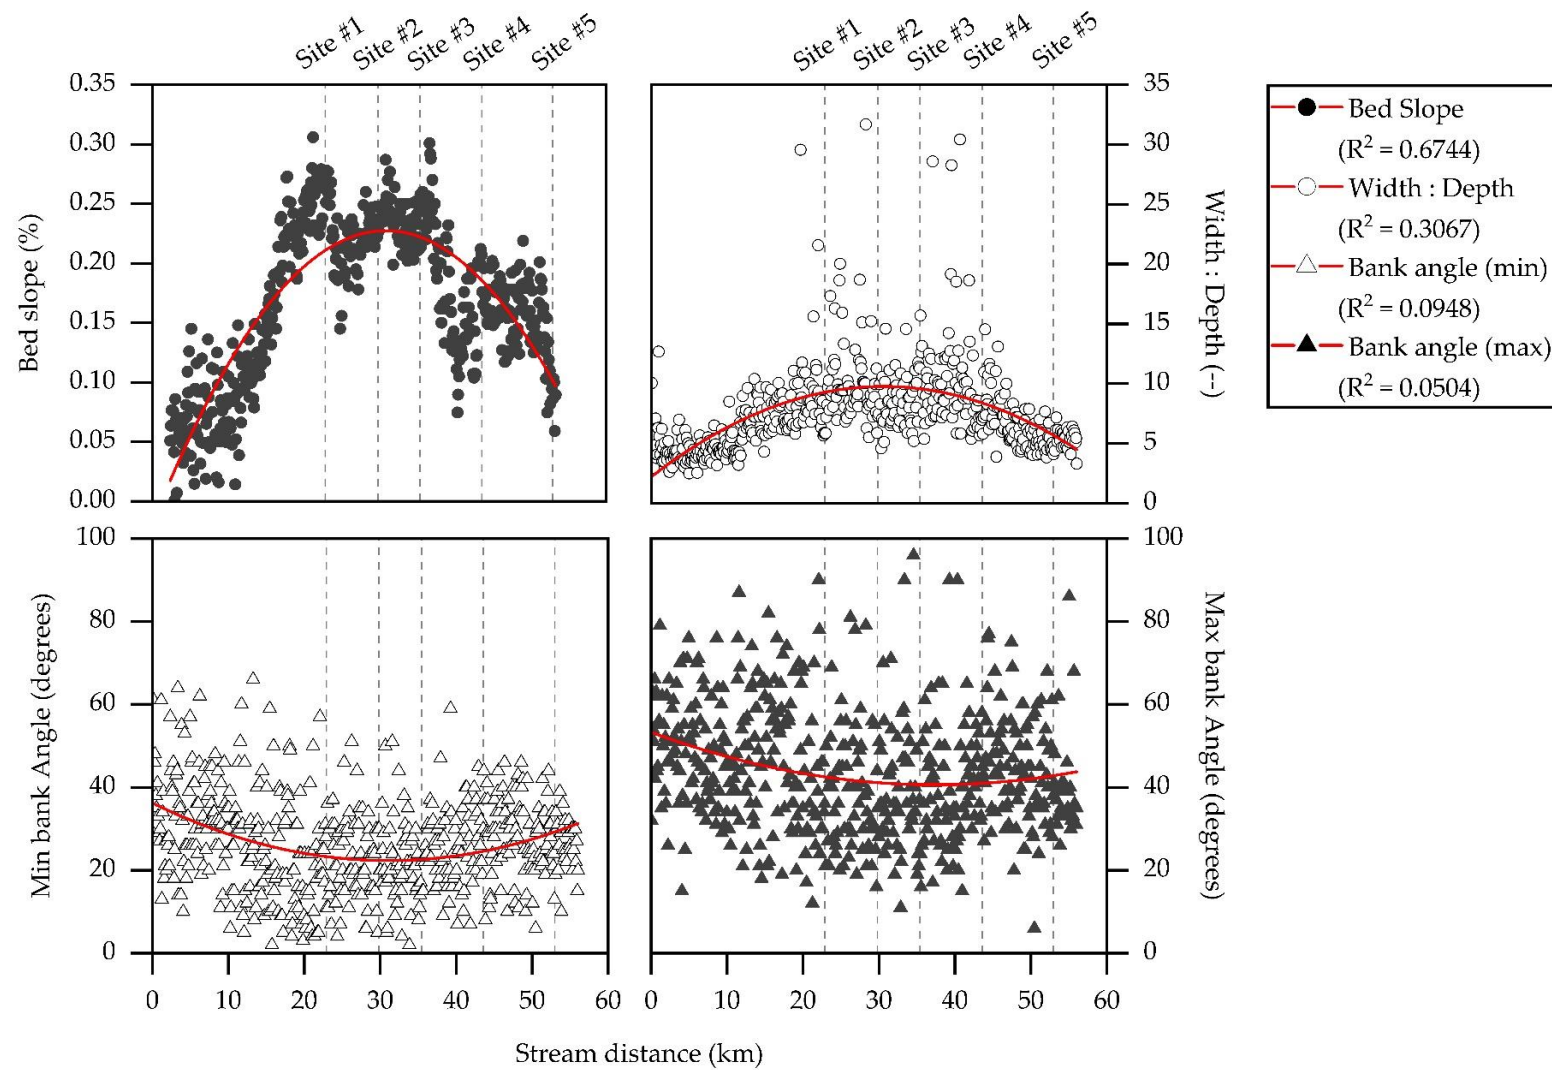 Site #1 Site #2 Site #3 Site #4 Site #5
Site #1 Site #2 Site #3 Site #4 Site #5
0.35
0.30
0.25
0.20
0.15
0.10
0.05
0.00
Bed slope (%)
35
30
25
20
15
10
5
0
Width : Depth (--)
Bed Slope
(R² = 0.6744)
Width : Depth
(R² = 0.3067)
Bank angle (min)
(R² = 0.0948)
Bank angle (max)
(R² = 0.0504)
100
80
60
40
20
0
Min bank Angle (degrees)
100
80
60
40
20
0
Max bank Angle (degrees)
0 10 20 30 40 50 60
0 10 20 30 40 50 60
Stream distance (km)